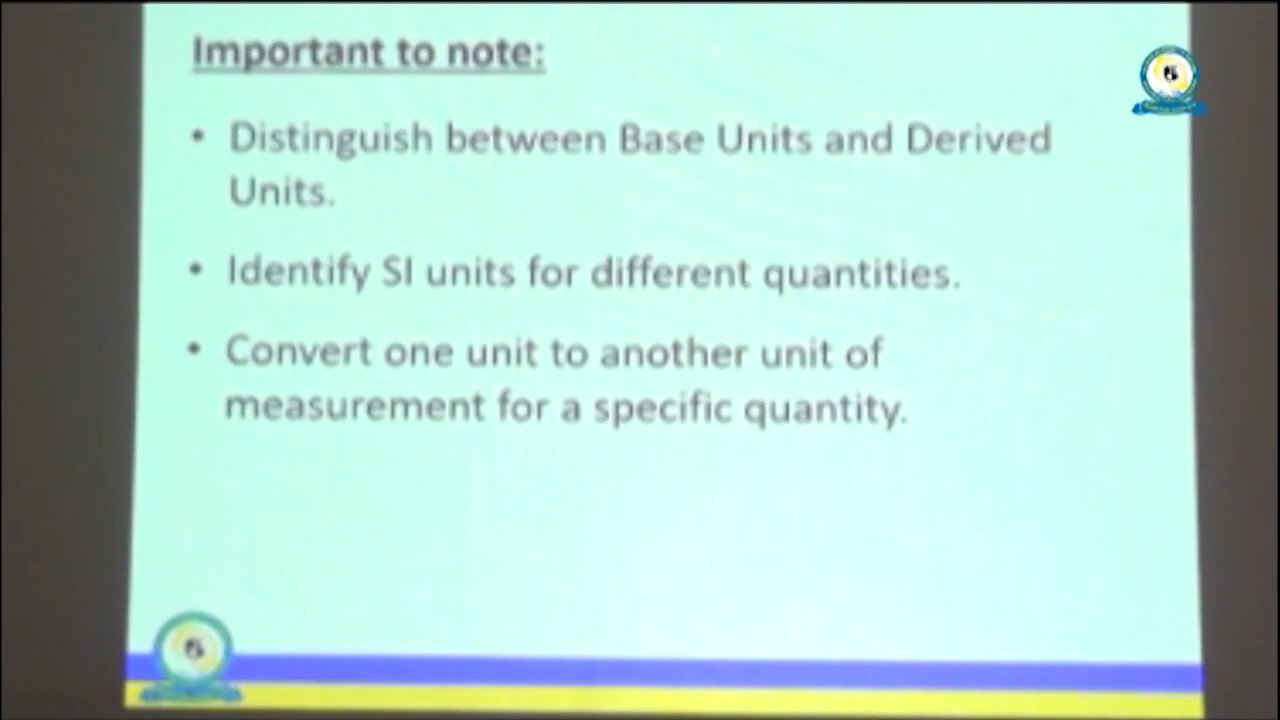 Important to note:
• Distinguish between Base Units and Derived
Units.
• Identify SI units for different quantities.
• Convert one unit to another unit of
measurement for a specific quantity.